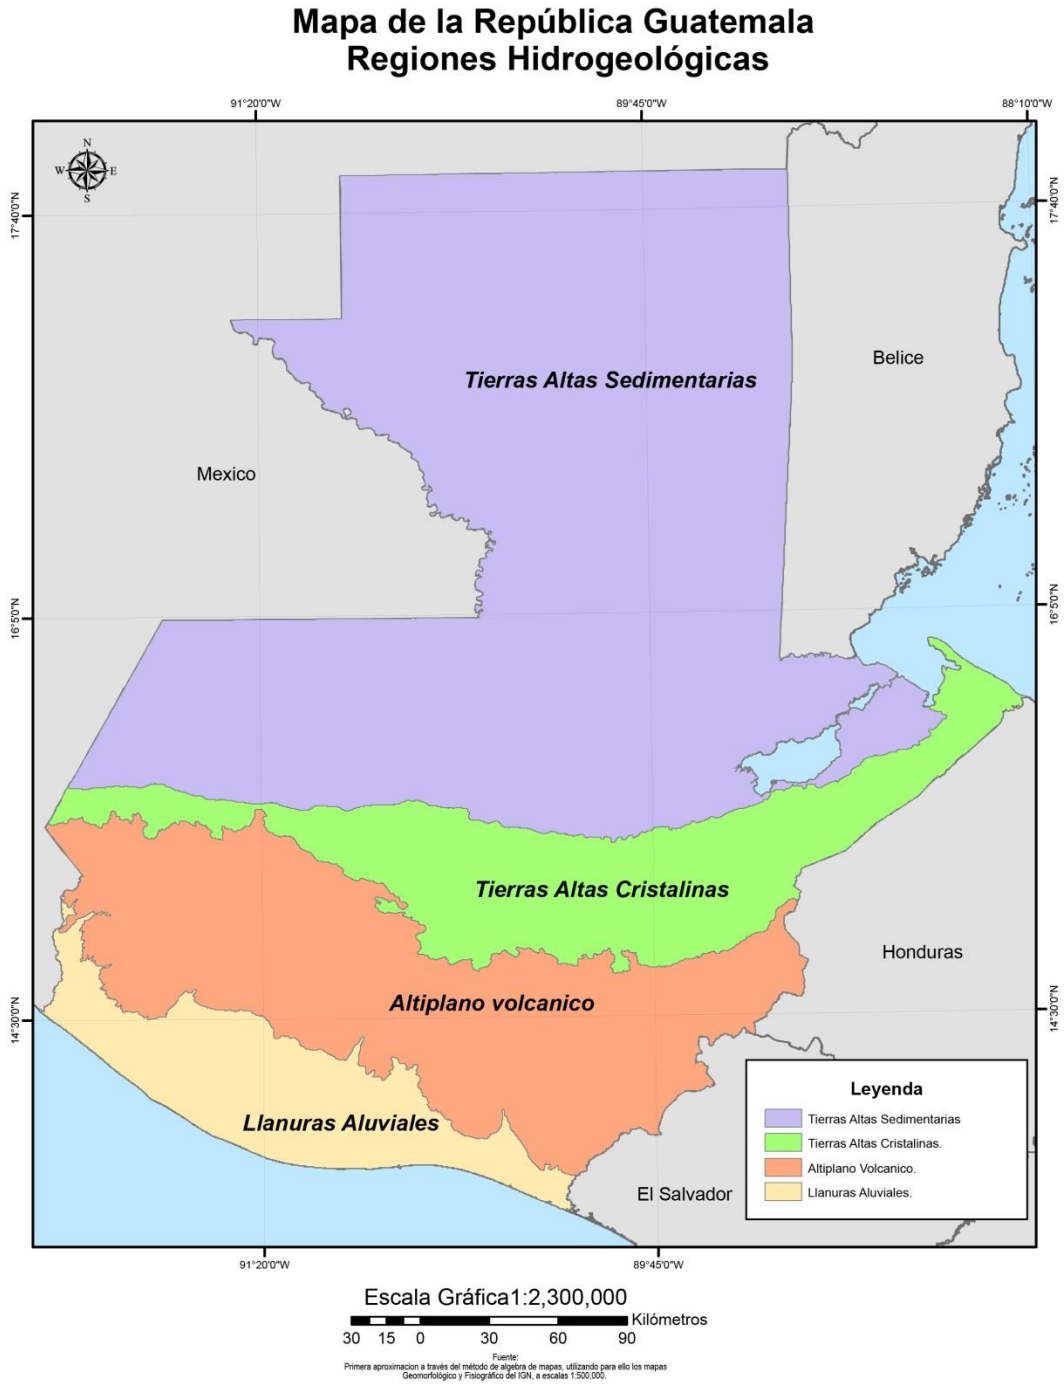 Mapa de la República Guatemala
Regiones Hidrogeológicas
91°20'0"W
89°45'0"W
88°10'0"W
N
W
E
S
17°40'0"N
17°40'0"N
Belice
Tierras Altas Sedimentarias
Mexico
16°5'0"N
16°5'0"N
Tierras Altas Cristalinas
Honduras
Altiplano volcanico
14°30'0"N
14°30'0"N
Llanuras Aluviales
El Salvador
Leyenda
Tierras Altas Sedimentarias
Tierras Altas Cristalinas.
Altiplano Volcanico.
Llanuras Aluviales.
91°20'0"W
89°45'0"W
Escala Gráfica1:2,300,000
Kilómetros
30 15 0 30 60 90
Fuente:
Primera aproximacion a través del método de algebra de mapas, utilizando para ello los mapas
Geomorfológico y Fisiográfico del IGN, a escalas 1:500,000.